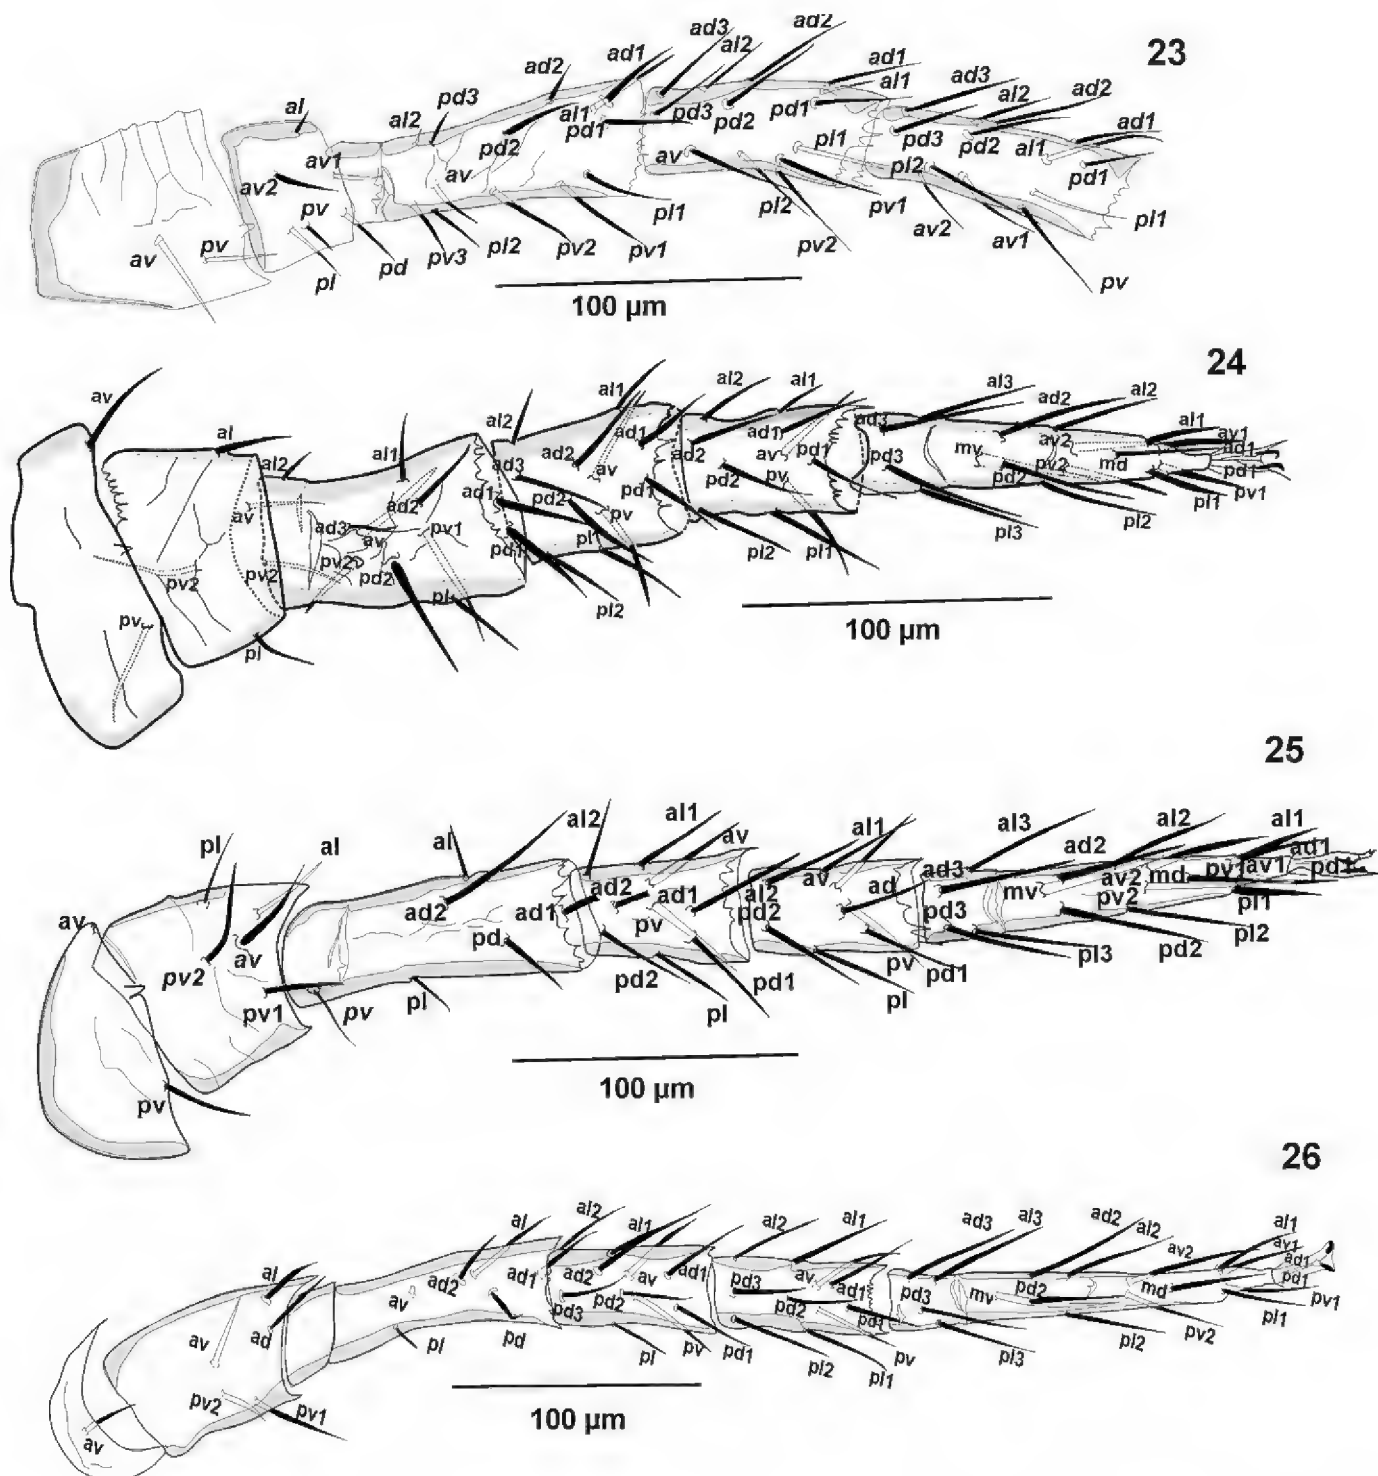 23
al pd3 ad2 ad1 ad3 al2 ad2 ad1 al1 ad3 al2 ad2 ad1
al2 av1 av2 av pd2 al1 pd1 pd3 pd2 pd1 pl1 pl2 pd3 pd2 al1 pd1
av pv pv pl pd pv3 pl2 pv2 pv1 pl1 av pl2 pv2 pv1 av2 av1 pv pl1
100 µm
24
av al al2 al1 al2 al1 al2 al1 al3 ad2 al2 al1 av1 ad1
ad3 ad2 ad1 ad2 ad1 av ad3 mv av2 md pd1
av pv2 pv2 ad3 av ad2 pv1 ad1 pd2 av pd1 pv pd2 pv pd1 pd3 pd2 pv2 pl1 pv1
pv pl pv2 pd2 pl pd1 pl1 pl2 pl2 pl1 pl3 pl2
100 µm
25
pl al al al2 al1 av al1 al3 ad2 al2 al1 ad1
av pv2 av ad2 ad1 ad2 ad1 al2 av ad ad3 mv av2 md pv1 av1 pd1
pv1 pv pl pd pd2 pv pl pd1 pd2 pl pv pd1 pd3 pl3 pv2 pd2 pl2 pl1
pv
100 µm
26
al al al2 al1 al2 al1 ad3 al3 ad2 al2 al1 av1 ad1
av ad av ad2 ad1 ad2 av ad1 pd3 av ad1 pd3 mv pd2 av2 md pd1
pv2 pv1 pl pd pd3 pd2 pl pv pd1 pd2 pl2 pd1 pl1 pv pl3 pl2 pv2 pl1 pv1
av
100 µm